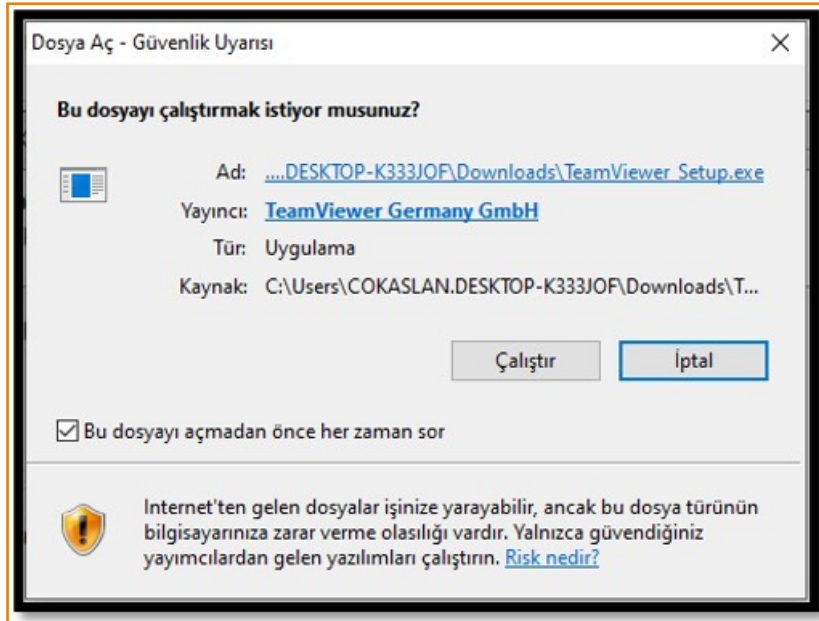 Dosya Aç - Güvenlik Uyarısı
Bu dosyayı çalıştırmak istiyor musunuz?
Ad: ....DESKTOP-K333JOF\Downloads\TeamViewer Setup.exe
Yayıncı: TeamViewer Germany GmbH
Tür: Uygulama
Kaynak: C:\Users\COKASLAN.DESKTOP-K333JOF\Downloads\T...
Çalıştır İptal
Bu dosyayı açmadan önce her zaman sor
Internet'ten gelen dosyalar işinize yarayabilir, ancak bu dosya türünün
bilgisayarınıza zarar verme olasılığı vardır. Yalnızca güvendiğiniz
yayımcılardan gelen yazılımları çalıştırın. Risk nedir?